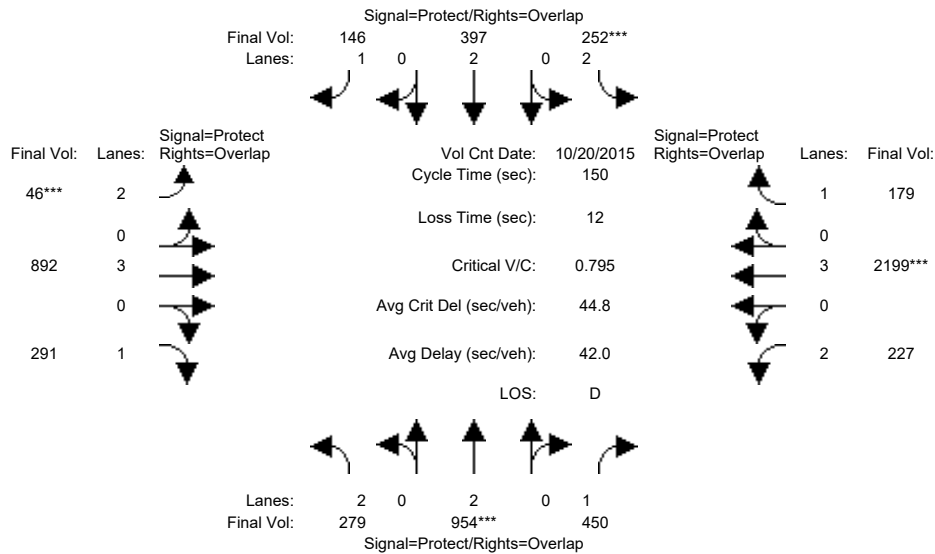 Signal=Protect/Rights=Overlap
Final Vol: 146 397 252***
Lanes: 1 0 2 0 2
Signal=Protect
Final Vol: Lanes: Rights=Overlap
Vol Cnt Date: 10/20/2015
Signal=Protect
Rights=Overlap Lanes: Final Vol:
Cycle Time (sec): 150
46*** 2
1 179
Loss Time (sec): 12
0
0
892 3
Critical V/C: 0.795
3 2199***
0
Avg Crit Del (sec/veh): 44.8
0
291 1
Avg Delay (sec/veh): 42.0
2 227
LOS: D
Lanes: 2 0 2 0 1
Final Vol: 279 954*** 450
Signal=Protect/Rights=Overlap